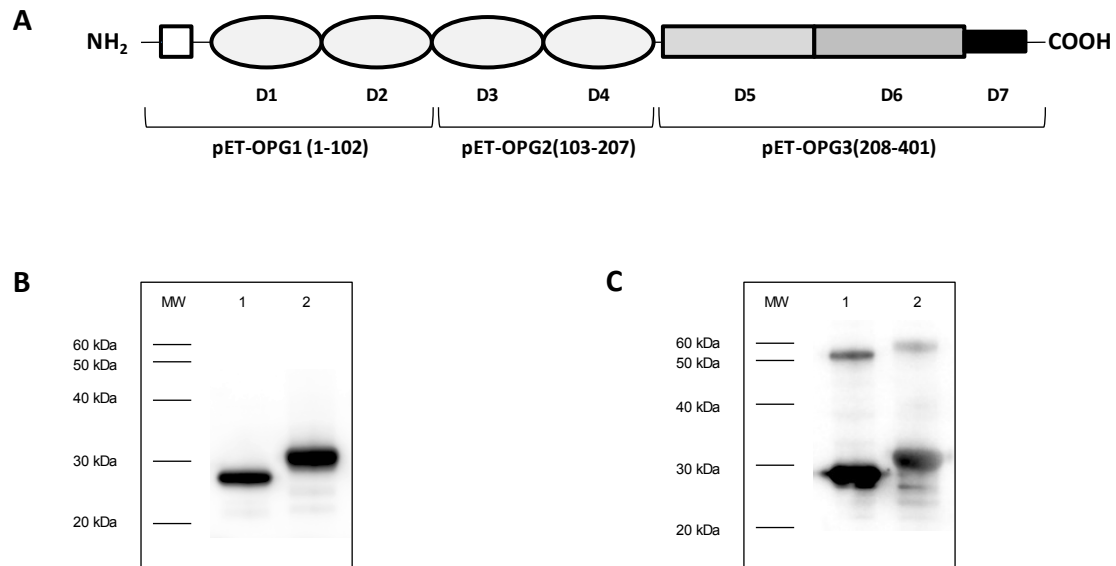 A
NH2
COOH
D1 D2 D3 D4 D5 D6 D7
pET-OPG1 (1-102) pET-OPG2(103-207) pET-OPG3(208-401)
B
MW 1 2
60 kDa
50 kDa
40 kDa
30 kDa
20 kDa
C
MW 1 2
60 kDa
50 kDa
40 kDa
30 kDa
20 kDa